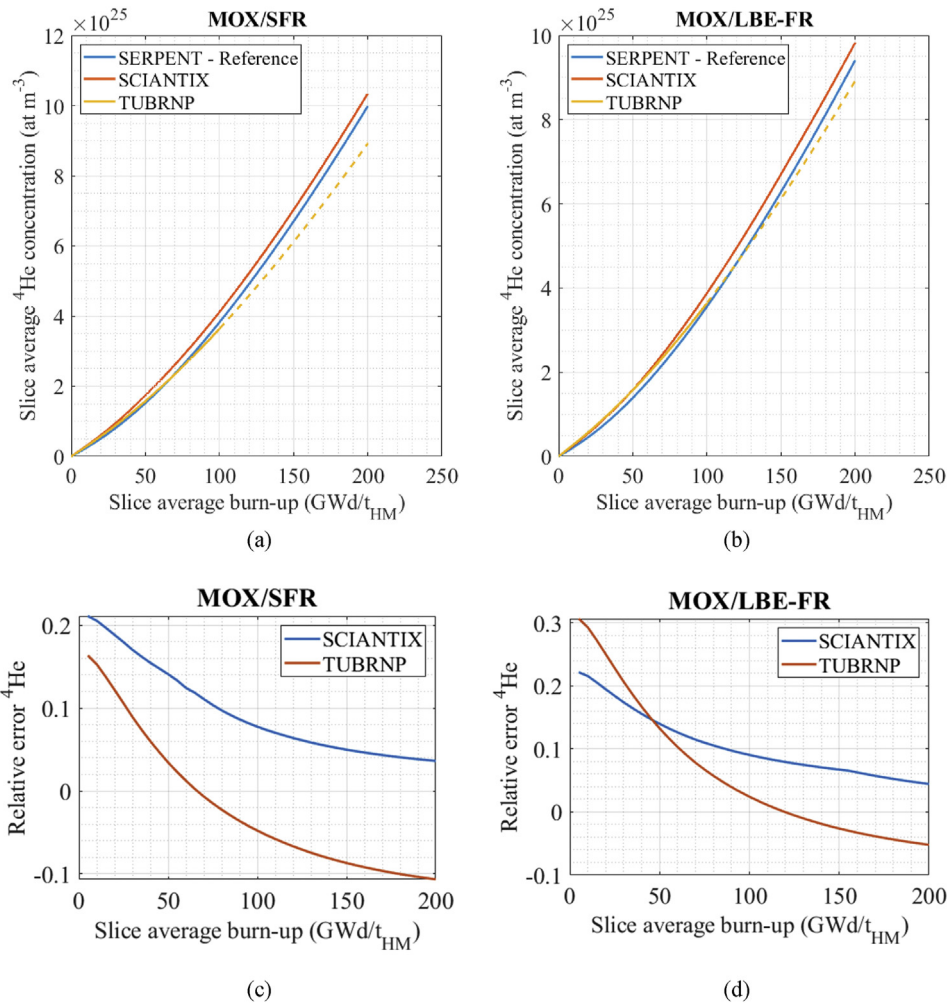 MOX/SFR
×10^25
SERPENT - Reference
SCIANTIX
TUBRNP
12
10
8
6
4
2
0
Slice average ⁴He concentration (at m⁻³)
0 50 100 150 200 250
Slice average burn-up (GWd/t_HM)
(a)
MOX/LBE-FR
×10^25
SERPENT - Reference
SCIANTIX
TUBRNP
10
8
6
4
2
0
Slice average ⁴He concentration (at m⁻³)
0 50 100 150 200 250
Slice average burn-up (GWd/t_HM)
(b)
MOX/SFR
SCIANTIX
TUBRNP
0.2
0.1
0
-0.1
Relative error ⁴He
0 50 100 150 200
Slice average burn-up (GWd/t_HM)
(c)
MOX/LBE-FR
SCIANTIX
TUBRNP
0.3
0.2
0.1
0
-0.1
Relative error ⁴He
0 50 100 150 200
Slice average burn-up (GWd/t_HM)
(d)